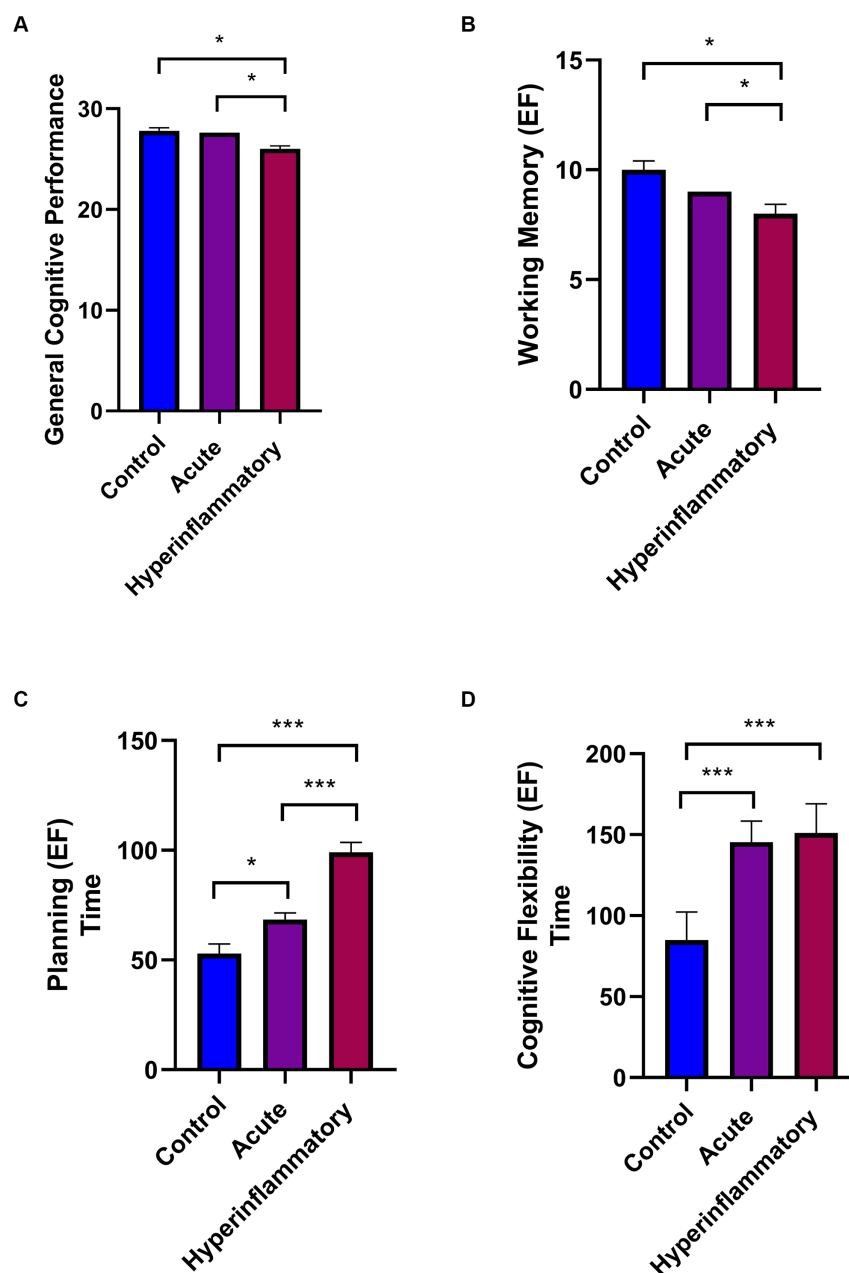 A
General Cognitive Performance
30
20
10
0
*
*
Control
Acute
Hyperinflammatory
B
Working Memory (EF)
15
10
5
0
*
*
Control
Acute
Hyperinflammatory
C
Planning (EF)
Time
150
100
50
0
***
***
*
Control
Acute
Hyperinflammatory
D
Cognitive Flexibility (EF)
Time
200
150
100
50
0
***
***
Control
Acute
Hyperinflammatory